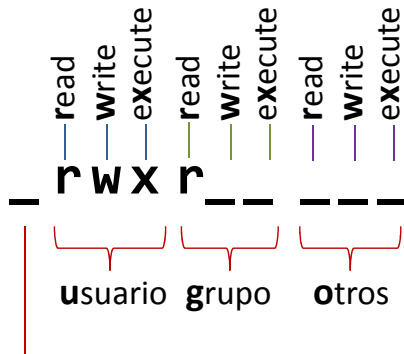 read write execute read write execute read write execute
_ r w x r _ _ _ _ _
usuario grupo otros